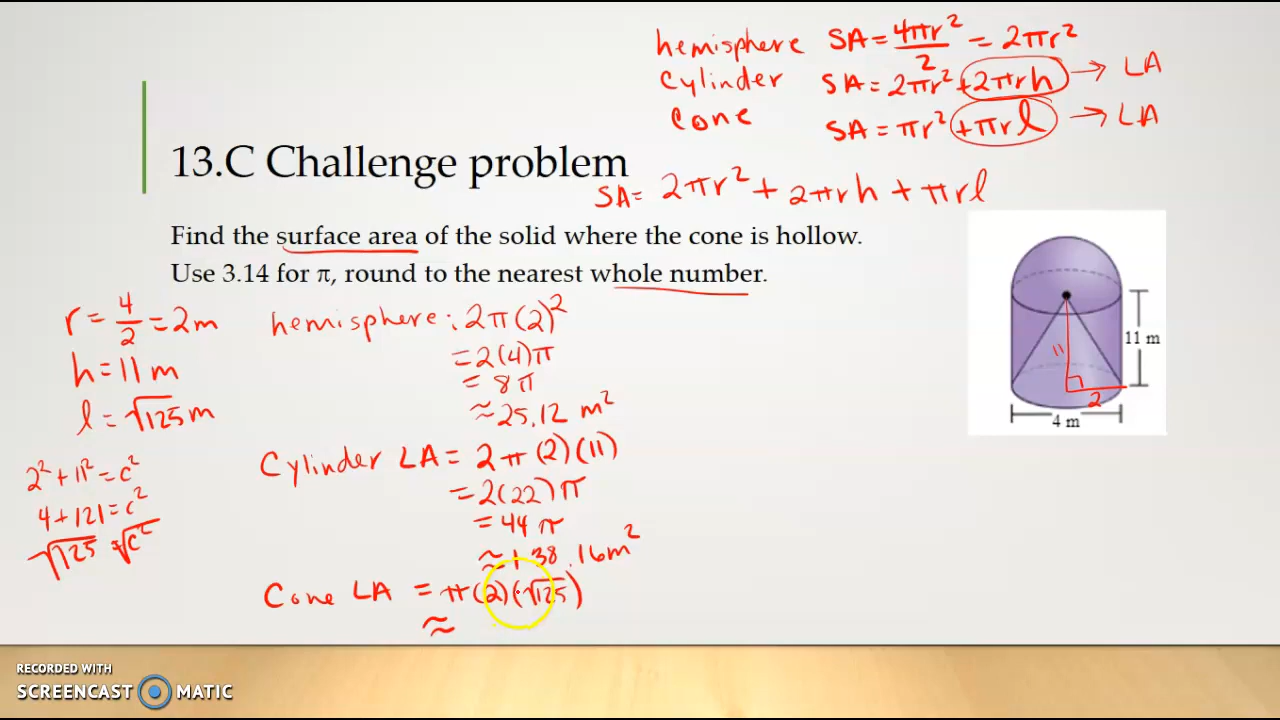 hemisphere SA = 4πr²/2 = 2πr²
Cylinder SA = 2πr² + 2πrh → LA
Cone SA = πr² + πrl → LA
13.C Challenge problem
SA = 2πr² + 2πrh + πrl
Find the surface area of the solid where the cone is hollow.
Use 3.14 for π, round to the nearest whole number.
r = 4/2 = 2m
h = 11 m
l = √125 m
2² + 11² = c²
4 + 121 = c²
√125 √c²
hemisphere: 2π(2)²
= 2(4)π
= 8π
≈ 25.12 m²
Cylinder LA = 2π(2)(11)
= 2(22)π
= 44π
≈ 138.16m²
Cone LA = π(2)(√125)
≈
11
2
11 m
4 m
RECORDED WITH
SCREENCAST MATIC